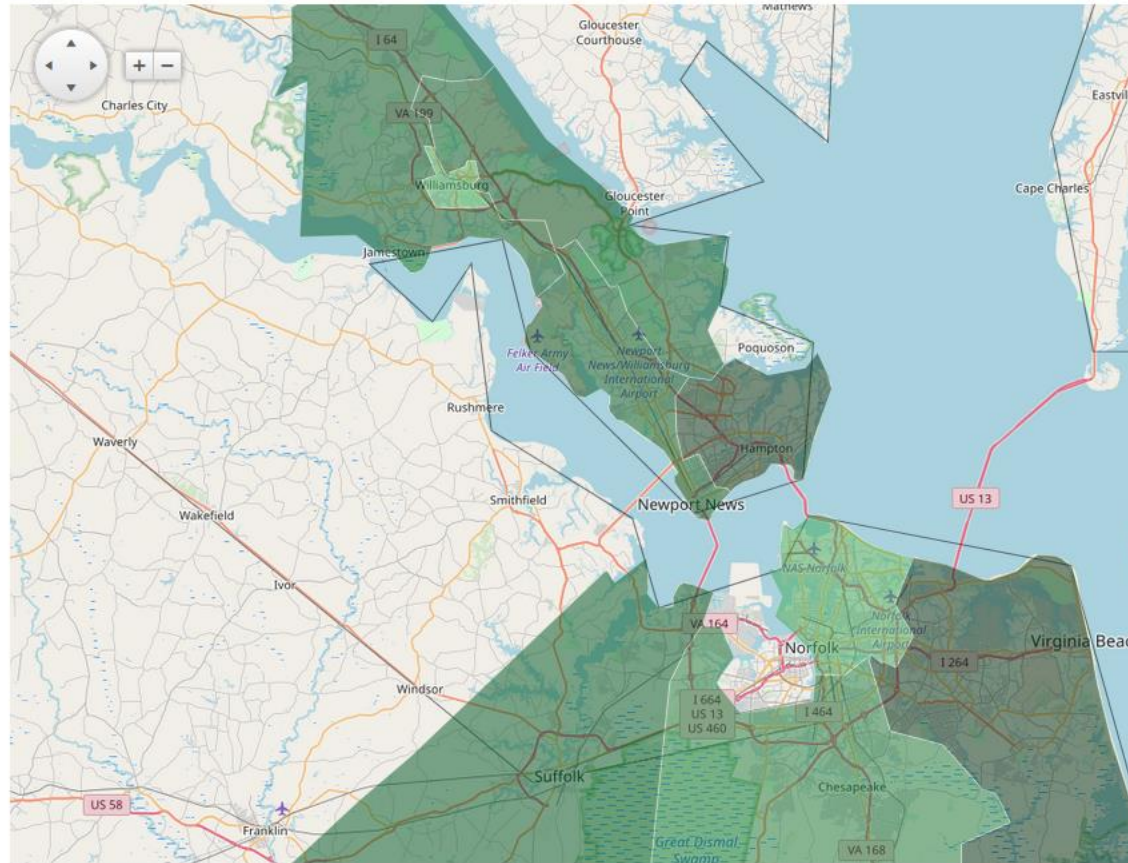 Mathews
Gloucester
Courthouse
I 64
+ −
Charles City
Eastvil
VA 199
Williamsburg
Cape Charles
Gloucester
Point
Jamestown
Felker Army
Air Field
Newport
News/Williamsburg
International
Airport
Poquoson
Rushmere
Waverly
Hampton
Smithfield
Newport News
US 13
Wakefield
NAS Norfolk
Ivor
VA 164
Norfolk
International
Airport
Norfolk
Virginia Beac
I 264
Windsor
I 664
US 13
US 460
I 464
Suffolk
Chesapeake
US 58
Franklin
Great Dismal
Swamp
VA 168